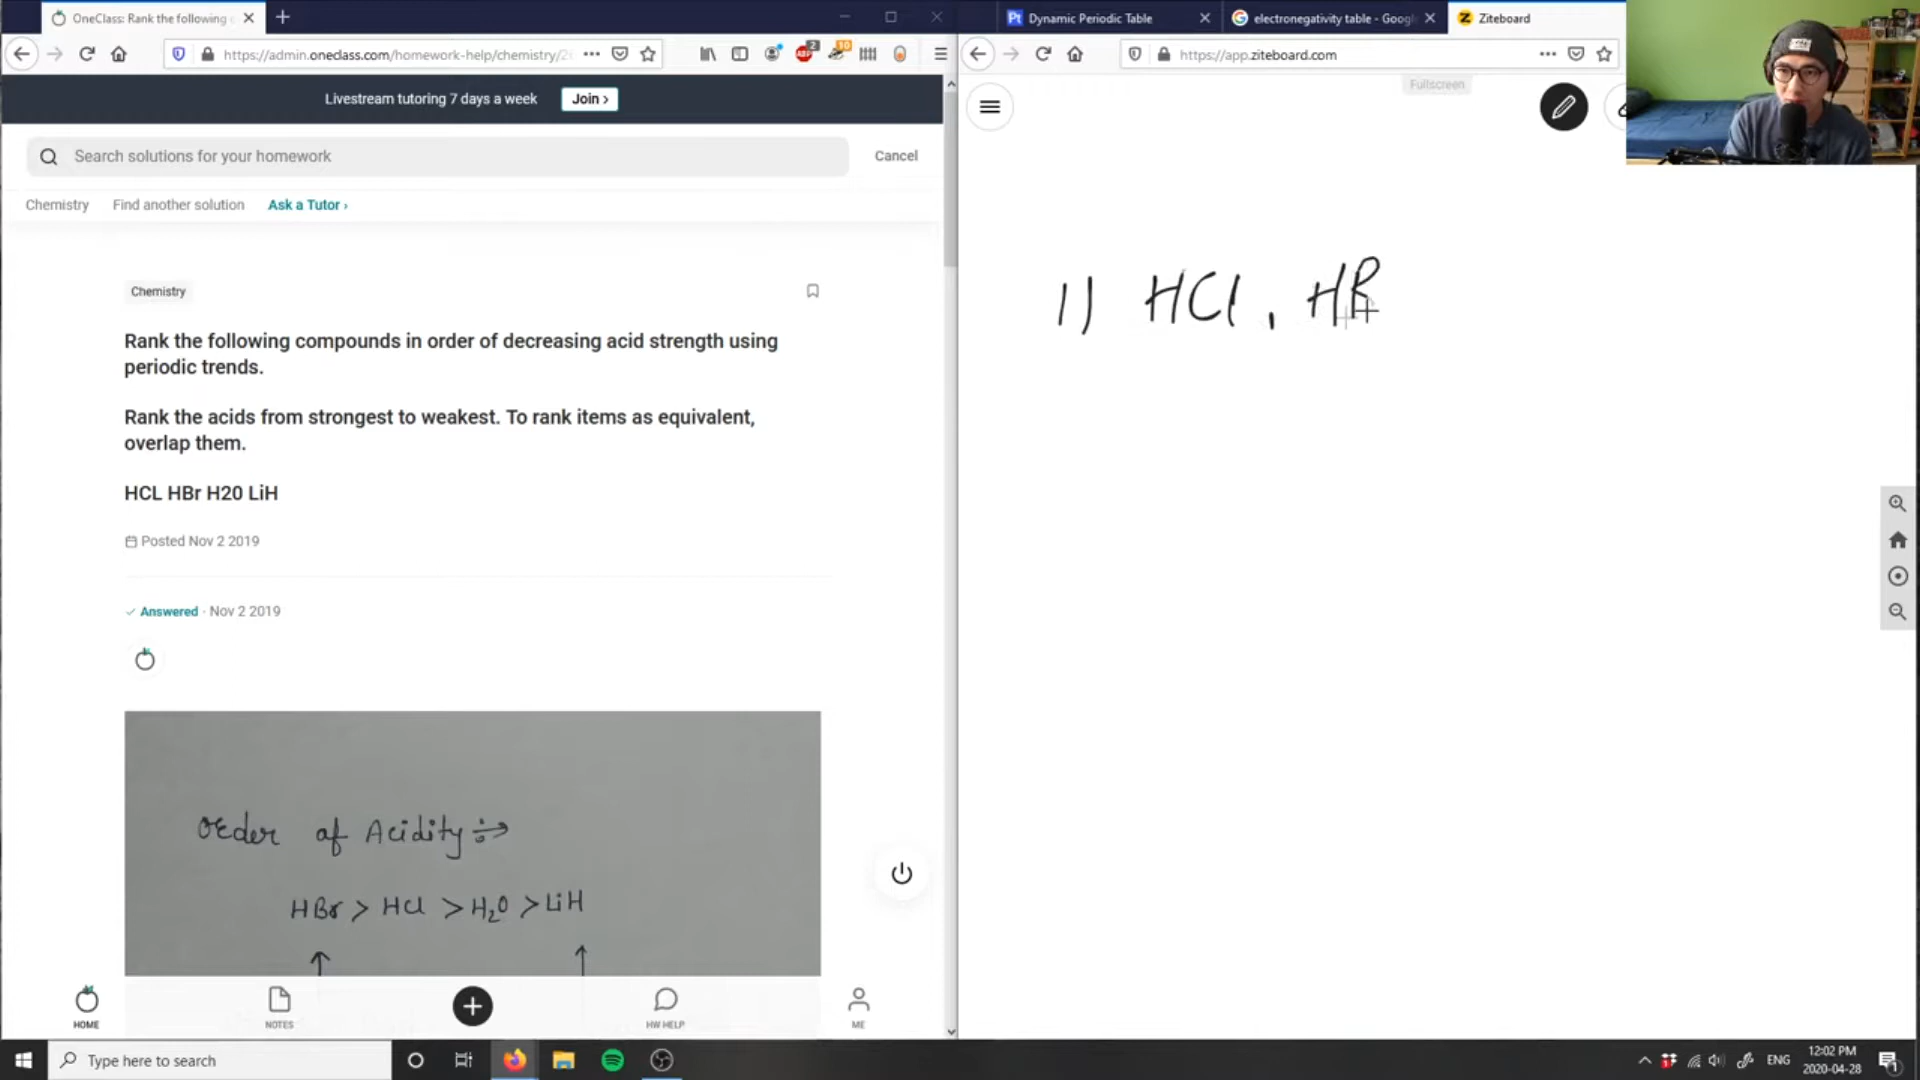 OneClass: Rank the following
Dynamic Periodic Table
electronegativity table - Googl
Ziteboard
https://admin.oneclass.com/homework-help/chemistry/2
2
10
https://app.ziteboard.com
Fullscreen
Livestream tutoring 7 days a week
Join ›
Search solutions for your homework
Cancel
Chemistry
Find another solution
Ask a Tutor ›
Chemistry
Rank the following compounds in order of decreasing acid strength using
periodic trends.
Rank the acids from strongest to weakest. To rank items as equivalent,
overlap them.
HCL HBr H20 LiH
Posted Nov 2 2019
Answered · Nov 2 2019
Order of Acidity
HBr > HCl > H₂O > LiH
HOME
NOTES
HW HELP
ME
1) HCl, HB
Type here to search
ENG
12:02 PM
2020-04-28
1